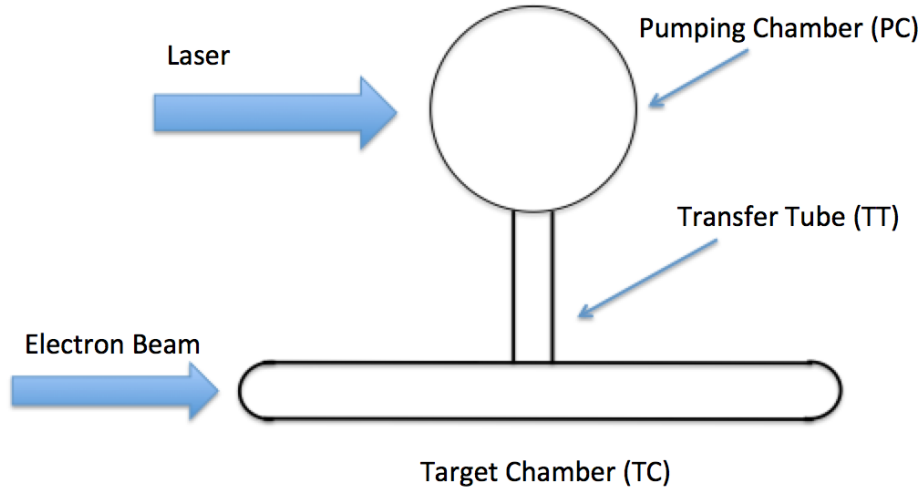 Pumping Chamber (PC)
Laser
Transfer Tube (TT)
Electron Beam
Target Chamber (TC)